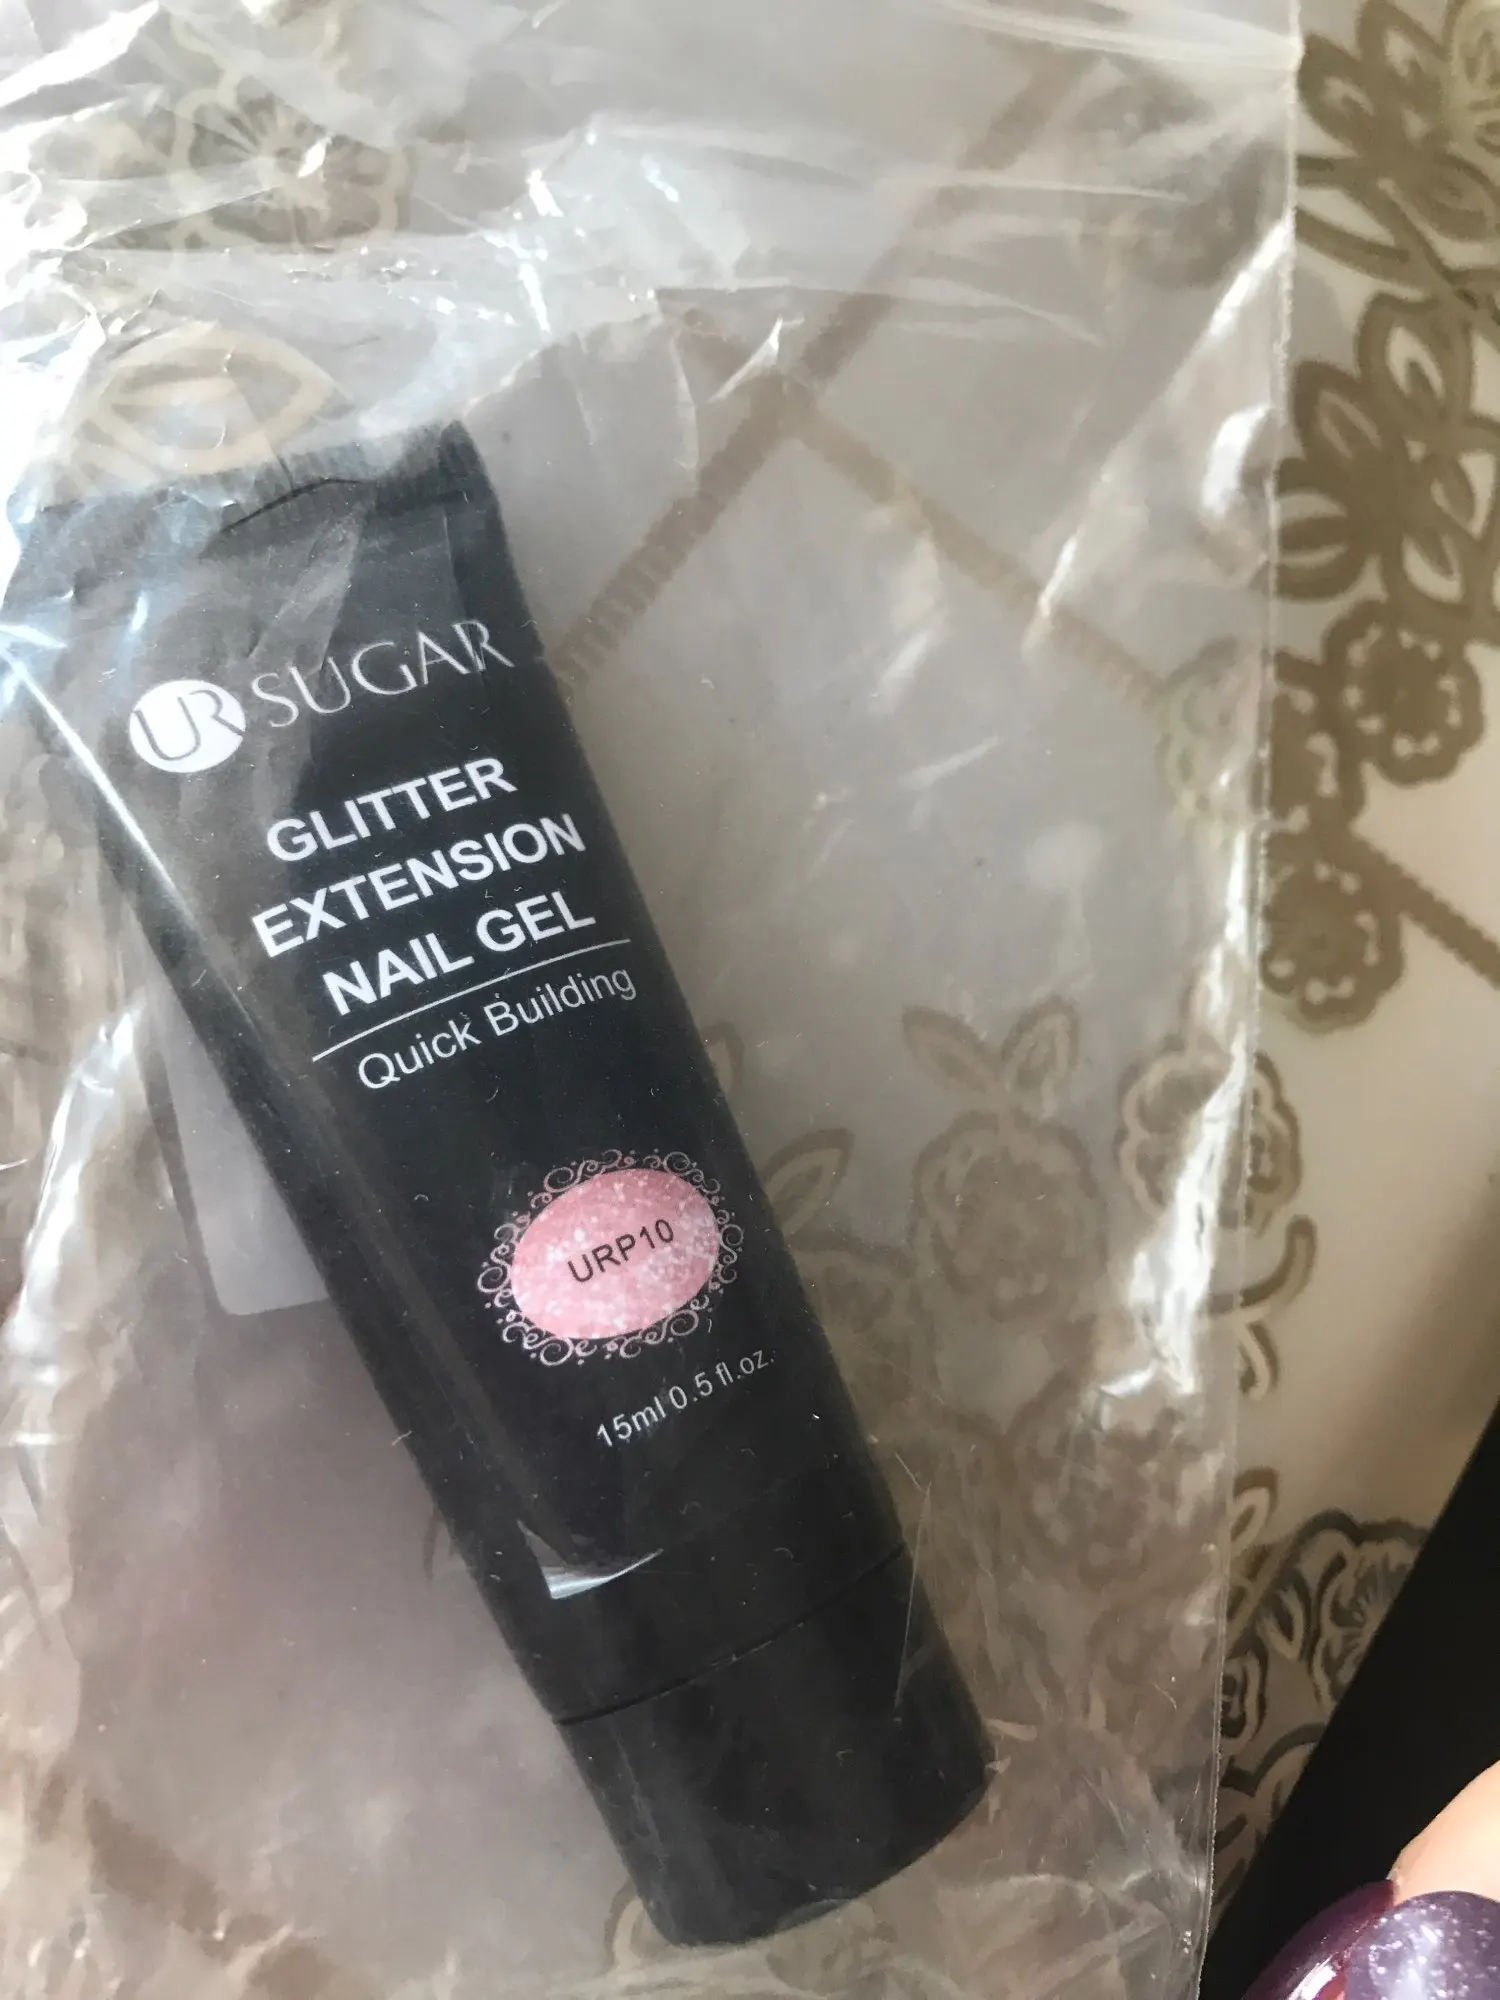 UR SUGAR
GLITTER
EXTENSION
NAIL GEL
Quick Building
URP10
15ml 0.5 fl.oz.